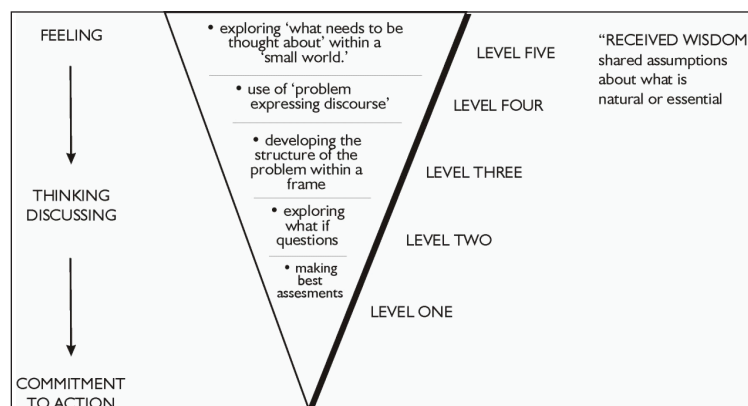 FEELING
THINKING
DISCUSSING
COMMITMENT
TO ACTION
• exploring ‘what needs to be
thought about’ within a
‘small world.’
• use of ‘problem
expressing discourse’
• developing the
structure of the
problem within a
frame
• exploring
what if
questions
• making
best
assesments
LEVEL FIVE
LEVEL FOUR
LEVEL THREE
LEVEL TWO
LEVEL ONE
“RECEIVED WISDOM
shared assumptions
about what is
natural or essential